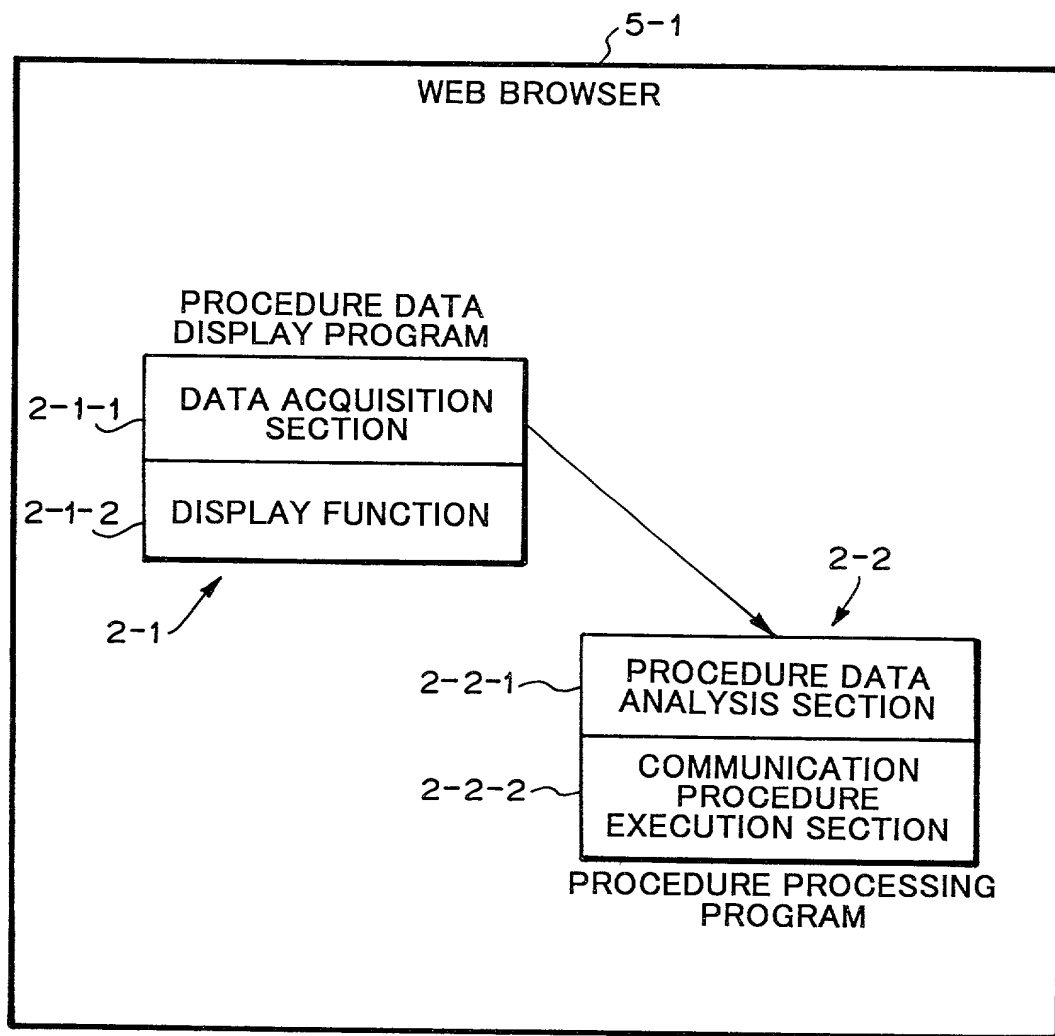 5-1
WEB BROWSER
PROCEDURE DATA
DISPLAY PROGRAM
2-1-1
DATA ACQUISITION
SECTION
2-1-2
DISPLAY FUNCTION
2-1
2-2
2-2-1
PROCEDURE DATA
ANALYSIS SECTION
2-2-2
COMMUNICATION
PROCEDURE
EXECUTION SECTION
PROCEDURE PROCESSING
PROGRAM